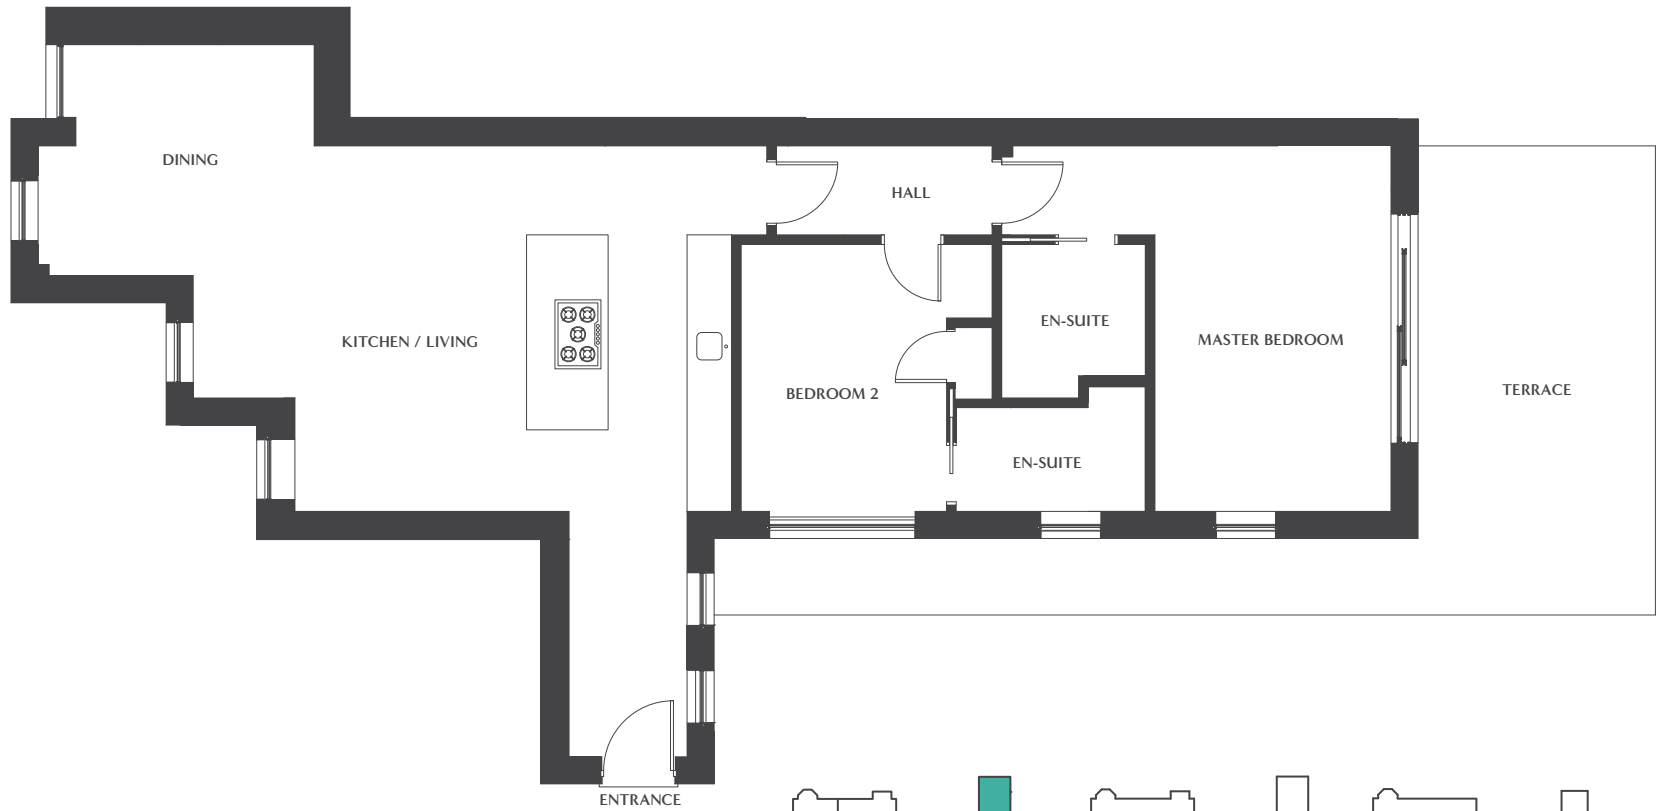 DINING
HALL
EN-SUITE
KITCHEN / LIVING
MASTER BEDROOM
BEDROOM 2
TERRACE
EN-SUITE
ENTRANCE